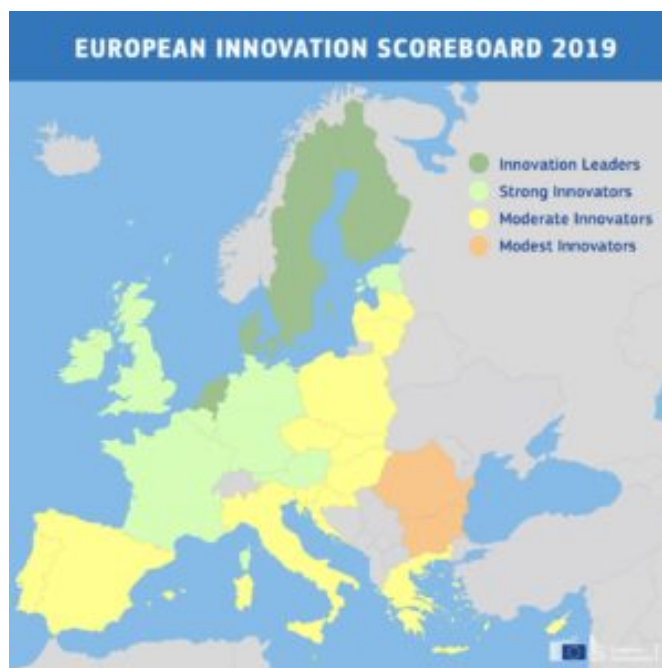 EUROPEAN INNOVATION SCOREBOARD 2019
Innovation Leaders
Strong Innovators
Moderate Innovators
Modest Innovators